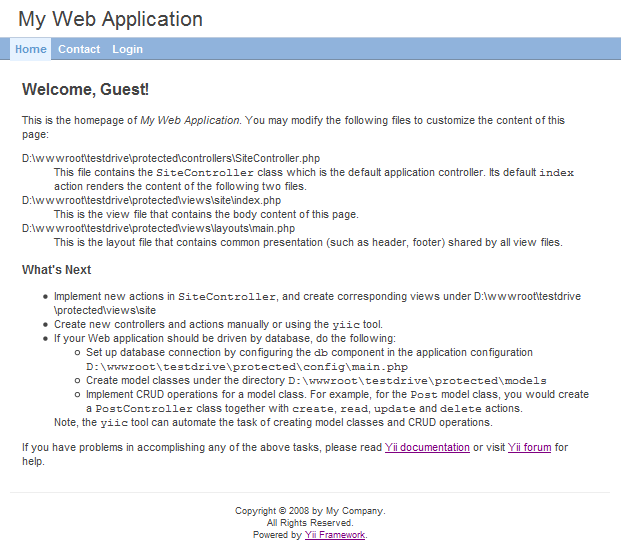 My Web Application
Home Contact Login
Welcome, Guest!
This is the homepage of My Web Application. You may modify the following files to customize the content of this
page:
D:\wwwroot\testdrive\protected\controllers\SiteController.php
This file contains the SiteController class which is the default application controller. Its default index
action renders the content of the following two files.
D:\wwwroot\testdrive\protected\views\site\index.php
This is the view file that contains the body content of this page.
D:\wwwroot\testdrive\protected\views\layouts\main.php
This is the layout file that contains common presentation (such as header, footer) shared by all view files.
What's Next
Implement new actions in SiteController, and create corresponding views under D:\wwwroot\testdrive
\protected\views\site
Create new controllers and actions manually or using the yiic tool.
If your Web application should be driven by database, do the following:
Set up database connection by configuring the db component in the application configuration
D:\wwwroot\testdrive\protected\config\main.php
Create model classes under the directory D:\wwwroot\testdrive\protected\models
Implement CRUD operations for a model class. For example, for the Post model class, you would create
a PostController class together with create, read, update and delete actions.
Note, the yiic tool can automate the task of creating model classes and CRUD operations.
If you have problems in accomplishing any of the above tasks, please read Yii documentation or visit Yii forum for
help.
Copyright © 2008 by My Company.
All Rights Reserved.
Powered by Yii Framework.